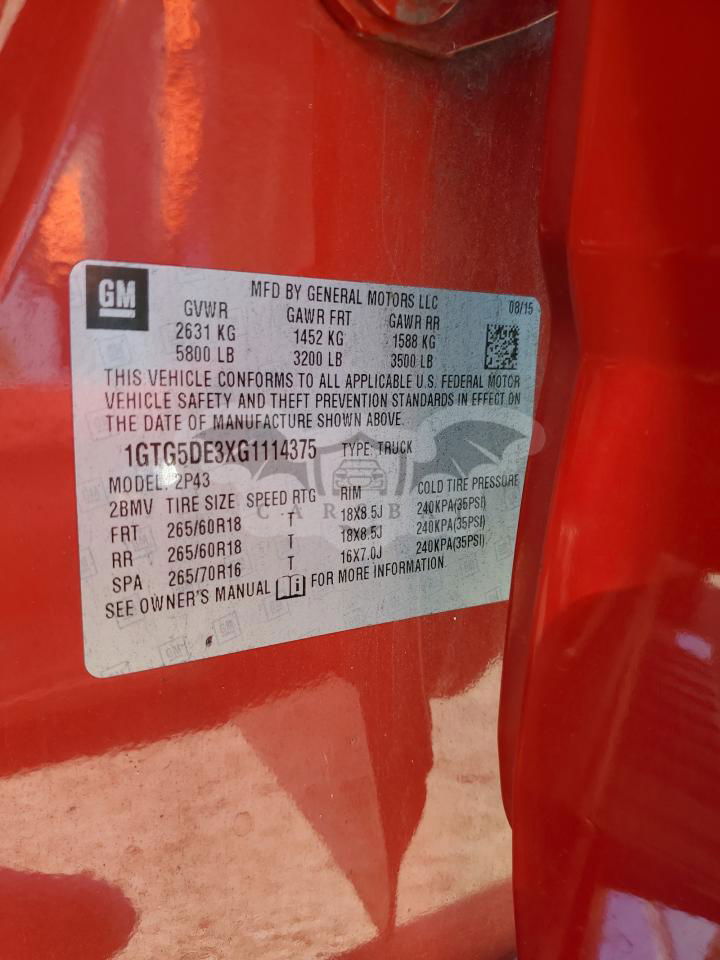 GM
MFD BY GENERAL MOTORS LLC 08/15
GVWR GAWR FRT GAWR RR
2631 KG 1452 KG 1588 KG
5800 LB 3200 LB 3500 LB
THIS VEHICLE CONFORMS TO ALL APPLICABLE U.S. FEDERAL MOTOR
VEHICLE SAFETY AND THEFT PREVENTION STANDARDS IN EFFECT ON
THE DATE OF MANUFACTURE SHOWN ABOVE.
1GTG5DE3XG1114375 TYPE: TRUCK
MODEL: 2P43
2BMV TIRE SIZE SPEED RTG RIM COLD TIRE PRESSURE
FRT 265/60R18 T 18X8.5J 240KPA(35PSI)
RR 265/60R18 T 18X8.5J 240KPA(35PSI)
SPA 265/70R16 T 16X7.0J 240KPA(35PSI)
SEE OWNER'S MANUAL FOR MORE INFORMATION.